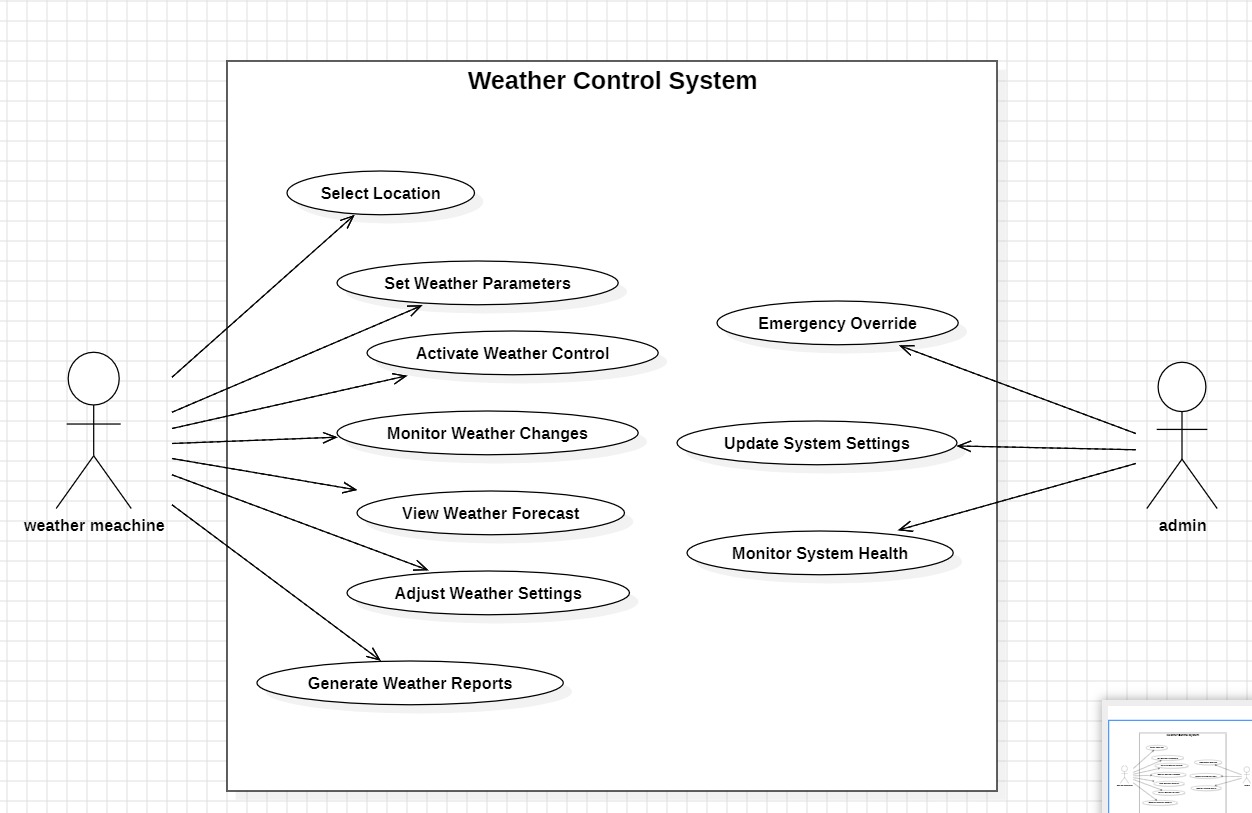 Weather Control System
Select Location
Set Weather Parameters
Activate Weather Control
Monitor Weather Changes
View Weather Forecast
Adjust Weather Settings
Generate Weather Reports
Emergency Override
Update System Settings
Monitor System Health
weather meachine
admin